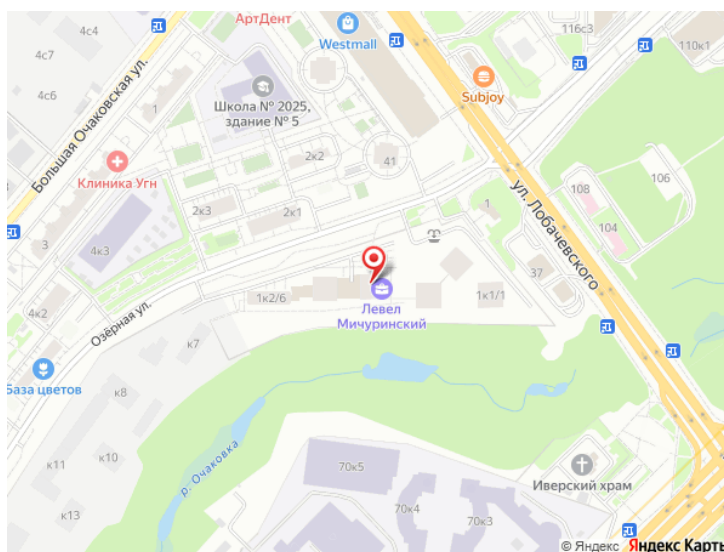 4с4
АртДент
116с3
110к1
Westmall
4с7
4с6
Большая Очаковская ул.
1
Школа № 2025,
здание № 5
Subjoy
ул. Лобачевского
2к2
41
Клиника Угн
108
106
2к3
2к1
1
104
3
4к3
37
1к2/6
Левел
Мичуринский
1к1/1
4к2
Озёрная ул.
к7
База цветов
к8
к10
к11
к13
р. Очаковка
70к5
70к4
70к3
Иверский храм
© Яндекс Яндекс Карты